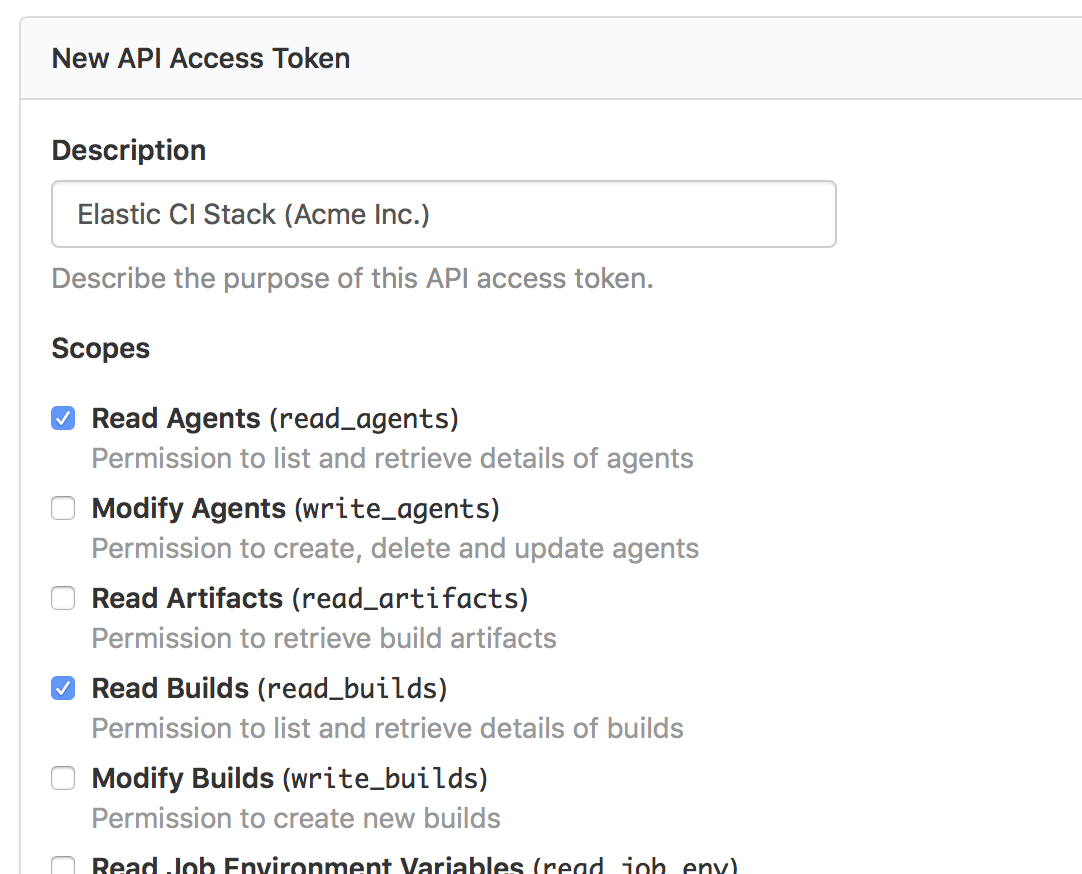 New API Access Token
Description
Elastic CI Stack (Acme Inc.)
Describe the purpose of this API access token.
Scopes
Read Agents (read_agents)
Permission to list and retrieve details of agents
Modify Agents (write_agents)
Permission to create, delete and update agents
Read Artifacts (read_artifacts)
Permission to retrieve build artifacts
Read Builds (read_builds)
Permission to list and retrieve details of builds
Modify Builds (write_builds)
Permission to create new builds
Read Job Environment Variables (read_job_env)